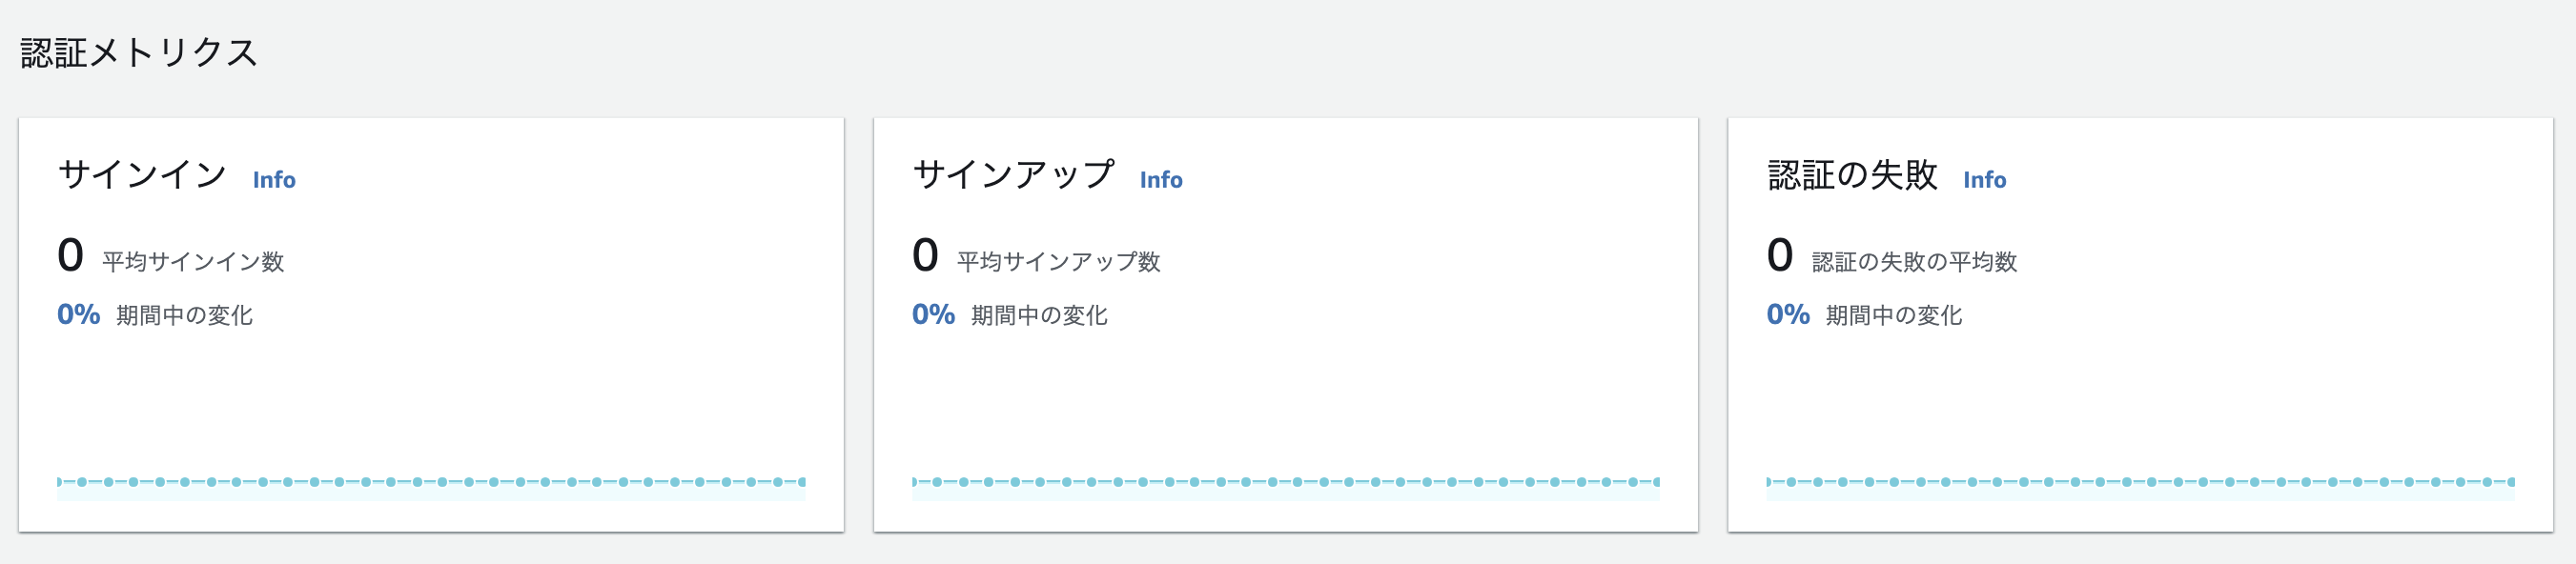 認証メトリクス
サインイン Info
0 平均サインイン数
0% 期間中の変化
サインアップ Info
0 平均サインアップ数
0% 期間中の変化
認証の失敗 Info
0 認証の失敗の平均数
0% 期間中の変化